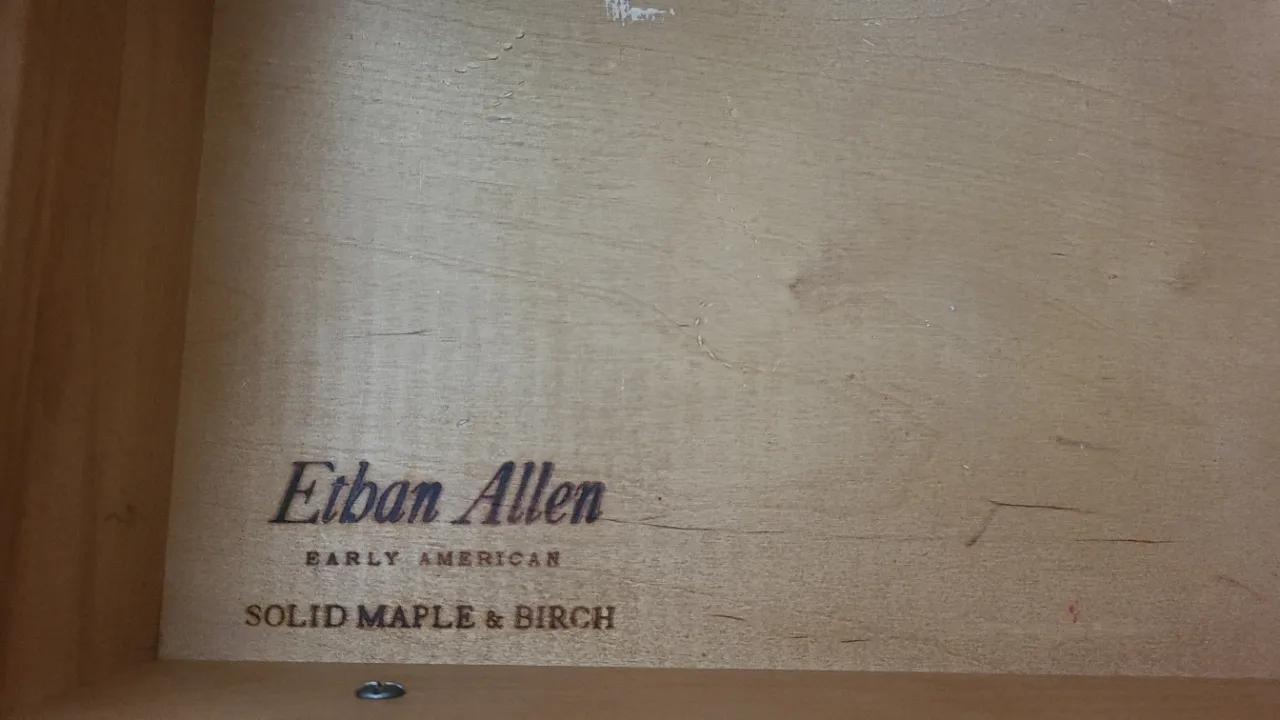 Ethan Allen
EARLY AMERICAN
SOLID MAPLE & BIRCH